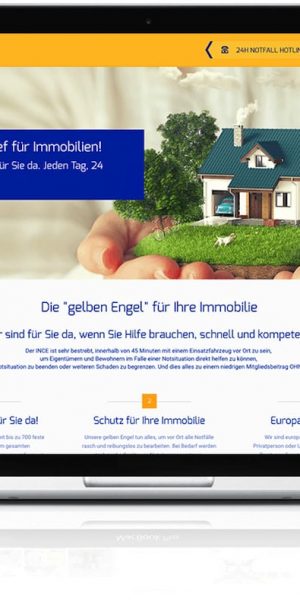 24H NOTFALL HOTLIN
ef für Immobilien!
ür Sie da. Jeden Tag, 24
Die "gelben Engel" für Ihre Immobilie
r sind für Sie da, wenn Sie Hilfe brauchen, schnell und kompete
Der INCE ist sehr bestrebt, innerhalb von 45 Minuten mit einem Einsatzfahrzeug vor Ort zu sein,
um Eigentümern und Bewohnern im Falle einer Notsituation direkt helfen zu können,
otsituation zu beenden oder weiteren Schaden zu begrenzen. Und dies alles zu einem niedrigen Mitgliedsbeitrag OHN
2
ür Sie da!
Schutz für Ihre Immobilie
Europa
it bis zu 700 feste
Unsere gelben Engel tun alles, um vor Ort alle Notfälle
Wir sind europ
m gesamten
rasch und reibungslos zu bearbeiten. Bei Bedarf werden
Privatperson oder U